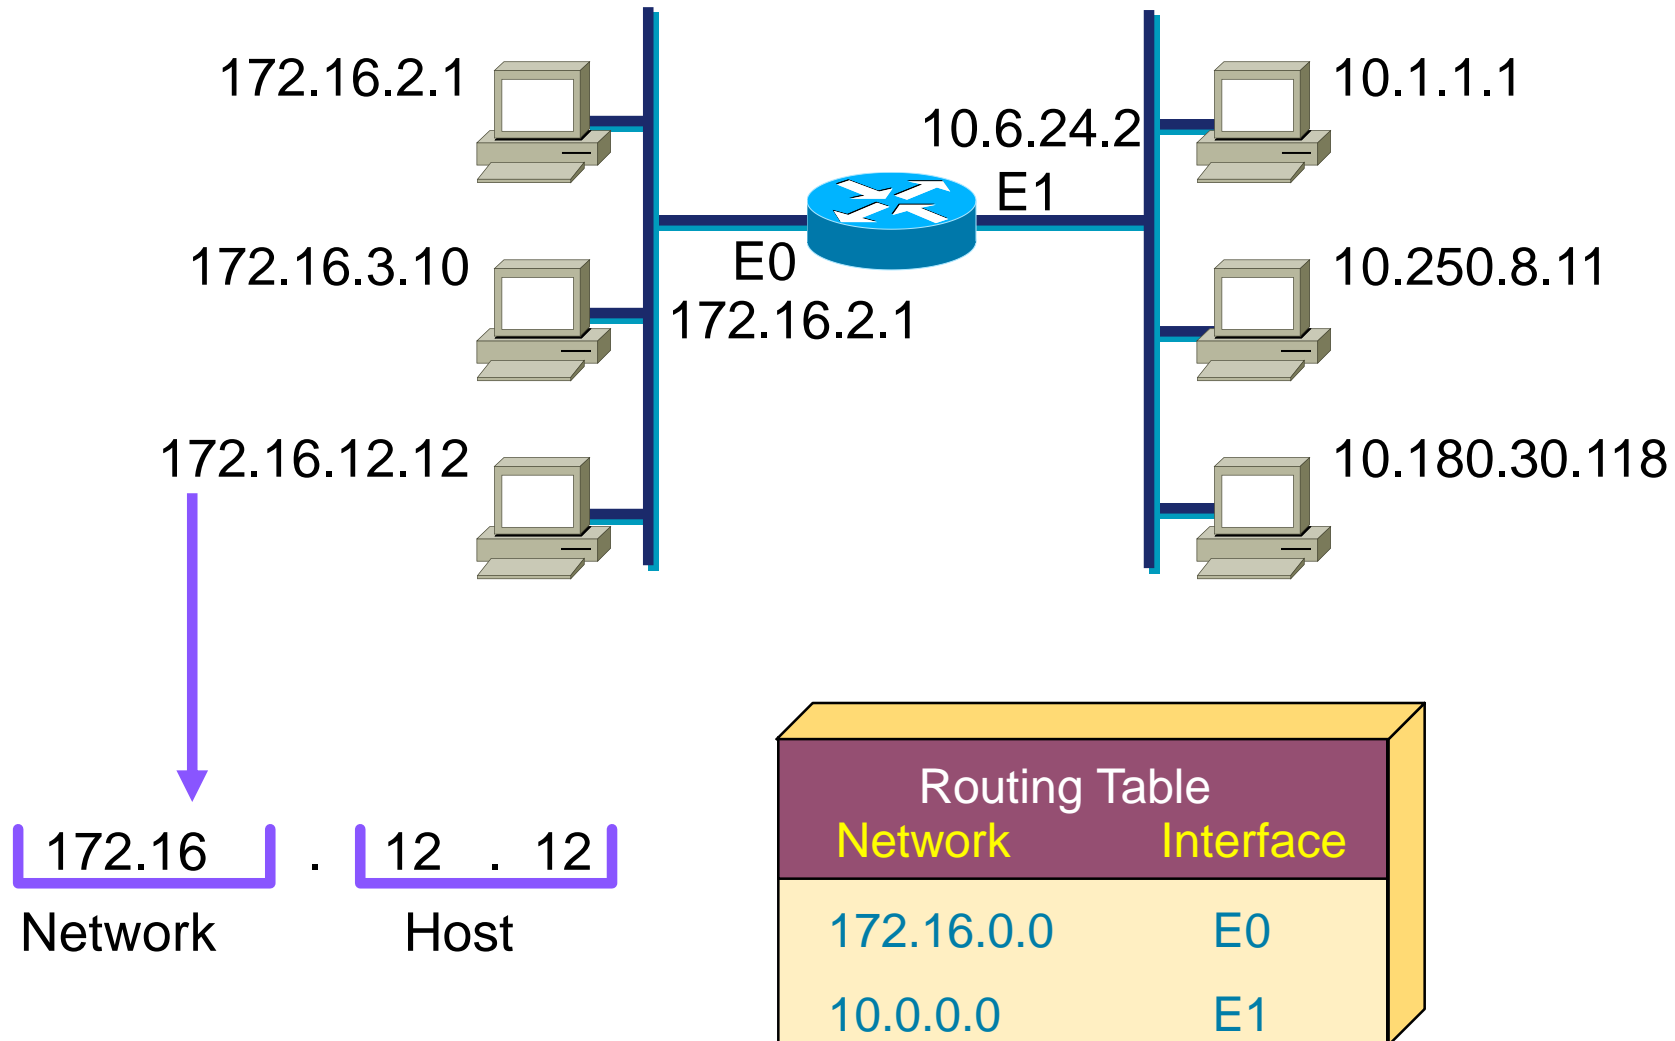 172.16.2.1
10.1.1.1
10.6.24.2
E1
172.16.3.10
E0
10.250.8.11
172.16.2.1
172.16.12.12
10.180.30.118
Routing Table
Network Interface
172.16 . 12 . 12
Network Host
172.16.0.0 E0
10.0.0.0 E1